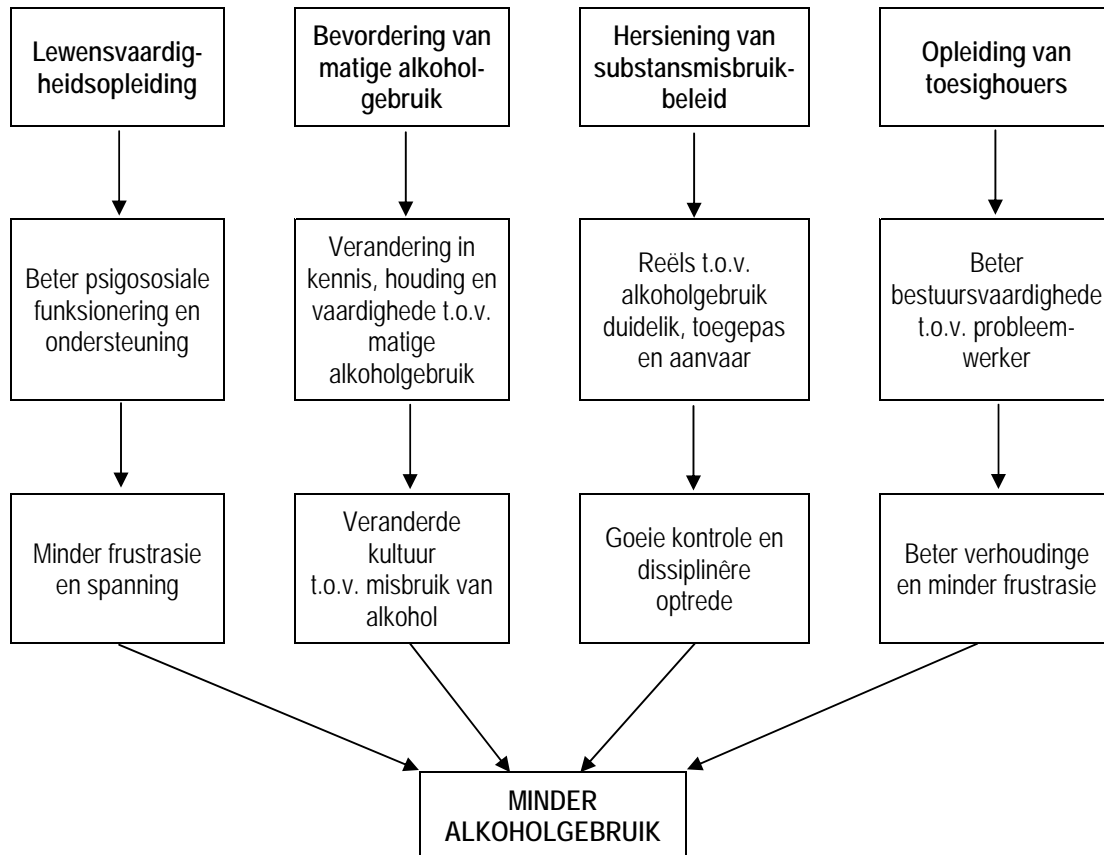 Lewensvaardig-
heidsopleiding
Bevordering van
matige alkohol-
gebruik
Hersiening van
substansmisbruik-
beleid
Opleiding van
toesighouers
Beter psigososiale
funksionering en
ondersteuning
Verandering in
kennis, houding en
vaardighede t.o.v.
matige
alkoholgebruik
Reëls t.o.v.
alkoholgebruik
duidelik, toegepas
en aanvaar
Beter
bestuursvaardighede
t.o.v. probleem-
werker
Minder frustrasie
en spanning
Veranderde
kultuur
t.o.v. misbruik van
alkohol
Goeie kontrole en
dissiplinêre
optrede
Beter verhoudinge
en minder frustrasie
MINDER
ALKOHOLGEBRUIK